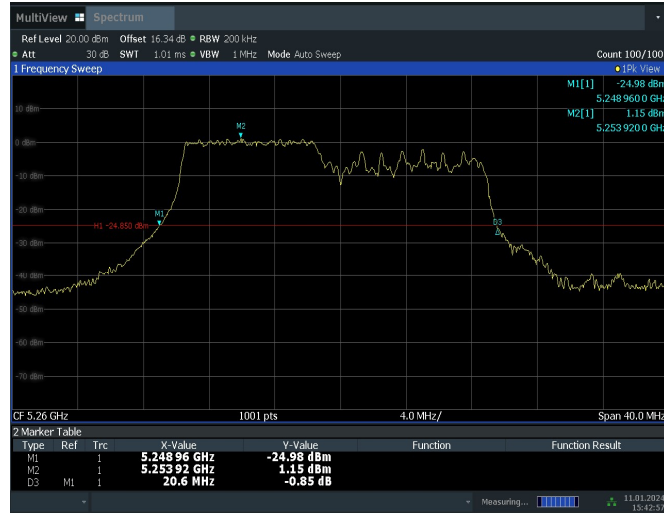 MultiView Spectrum
Ref Level 20.00 dBm Offset 16.34 dB RBW 200 kHz
Att 30 dB SWT 1.01 ms VBW 1 MHz Mode Auto Sweep Count 100/100
1 Frequency Sweep 1Pk View
M1[1] -24.98 dBm
5.248 960 0 GHz
M2[1] 1.15 dBm
5.253 920 0 GHz
10 dBm
M2
0 dBm
-10 dBm
-20 dBm
M1
H1 -24.850 dBm
D3
-30 dBm
-40 dBm
-50 dBm
-60 dBm
-70 dBm
CF 5.26 GHz 1001 pts 4.0 MHz/ Span 40.0 MHz
2 Marker Table
Type Ref Trc X-Value Y-Value Function Function Result
M1 1 5.248 96 GHz -24.98 dBm
M2 1 5.253 92 GHz 1.15 dBm
D3 M1 1 20.6 MHz -0.85 dB
Measuring... 11.01.2024
15:42:57